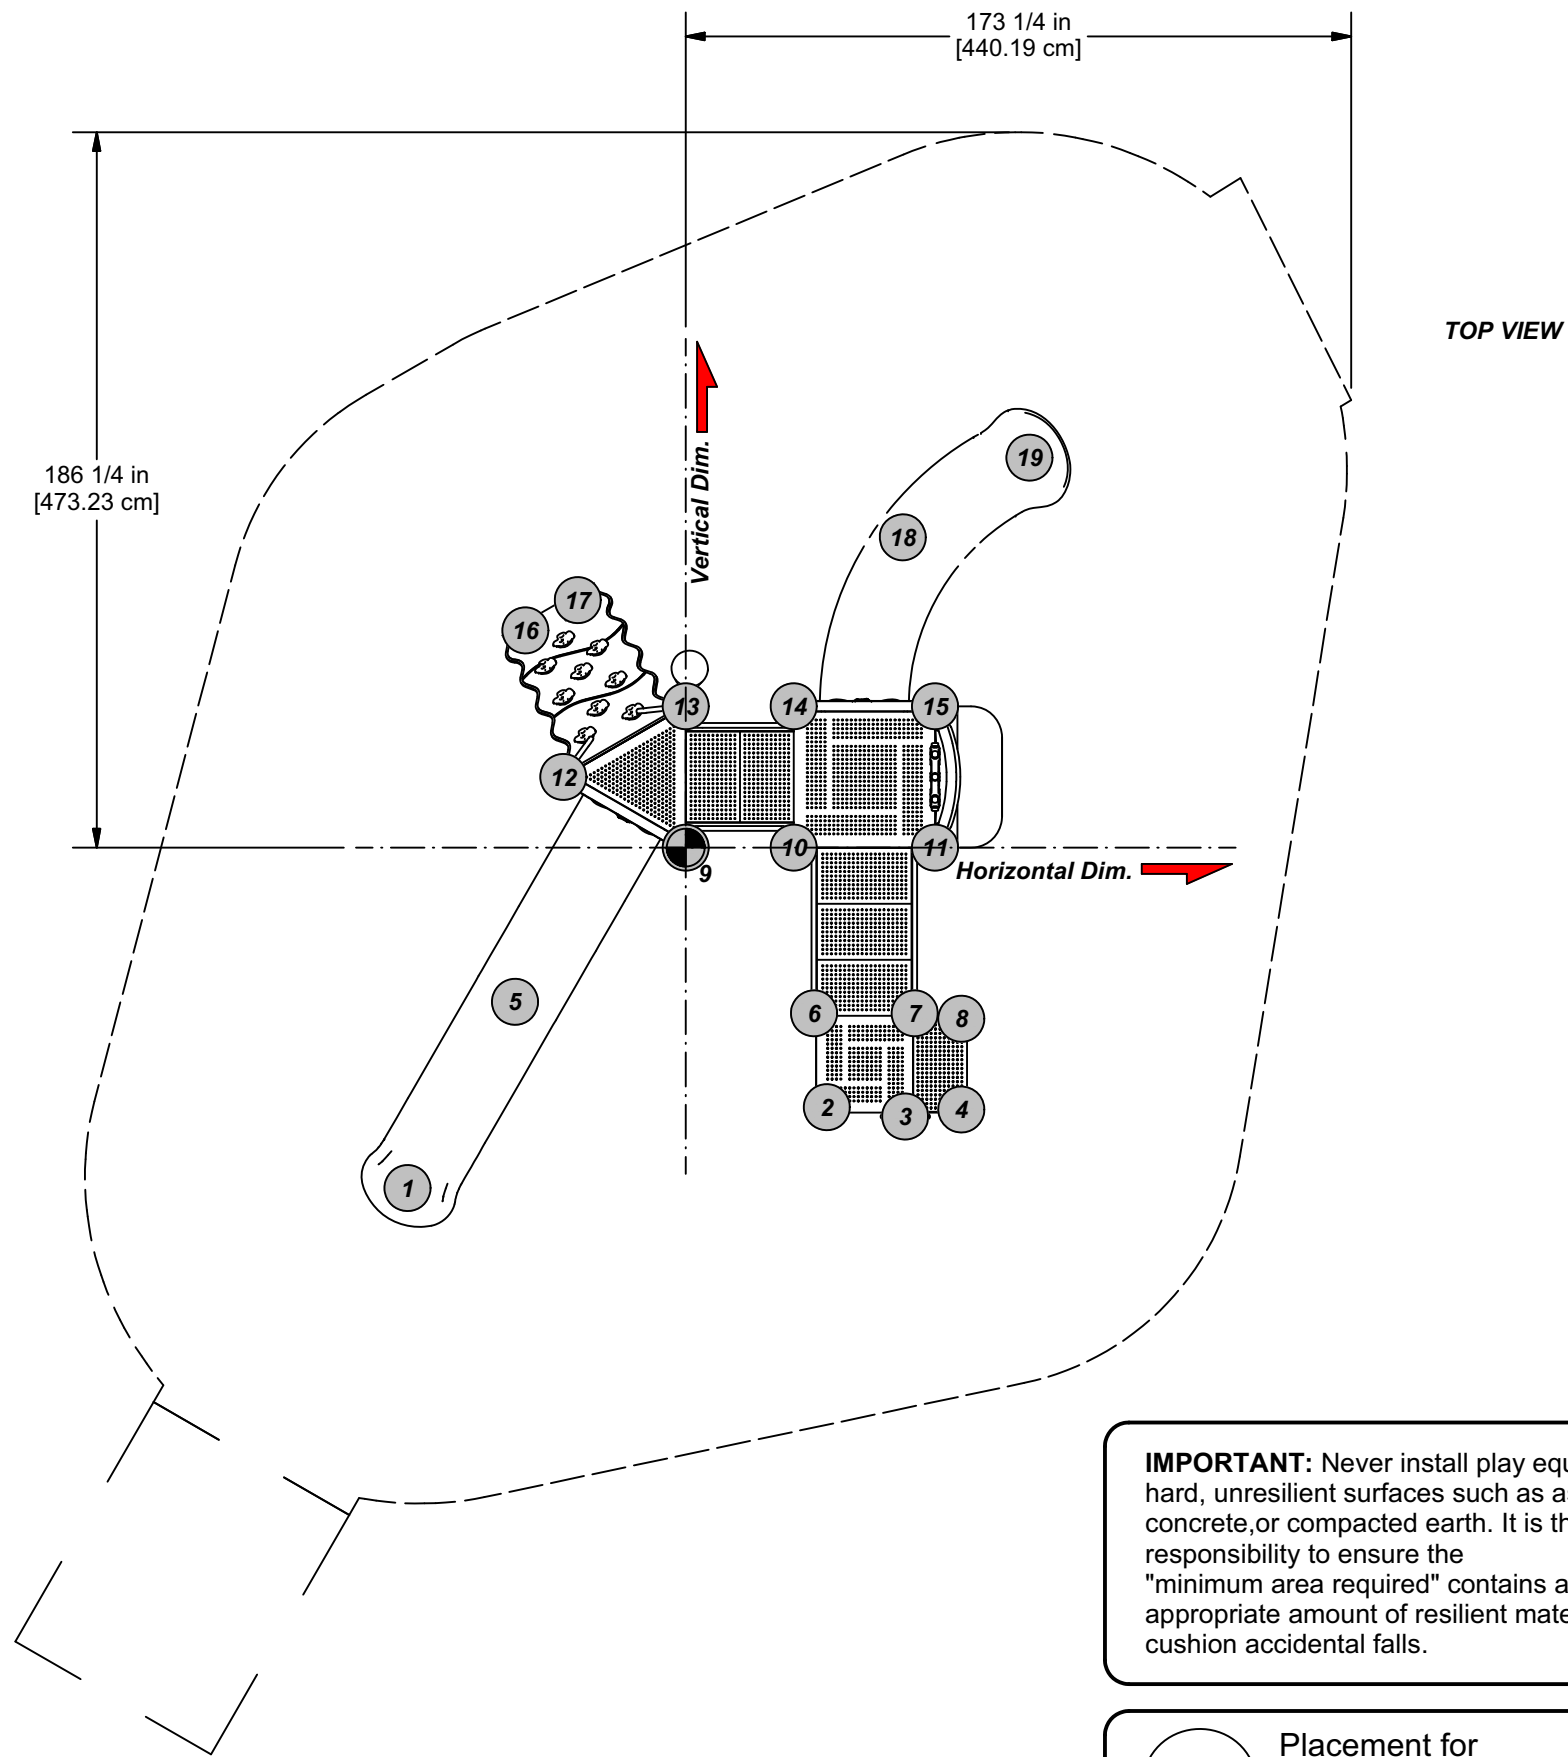 173 1/4 in
[440.19 cm]
TOP VIEW
186 1/4 in
[473.23 cm]
Vertical Dim.
19
18
17
16
13
14
15
12
9
10
11
Horizontal Dim.
5
6
7
8
2
3
4
1
IMPORTANT: Never install play equ
hard, unresilient surfaces such as a
concrete,or compacted earth. It is th
responsibility to ensure the
"minimum area required" contains a
appropriate amount of resilient mate
cushion accidental falls.
Placement for